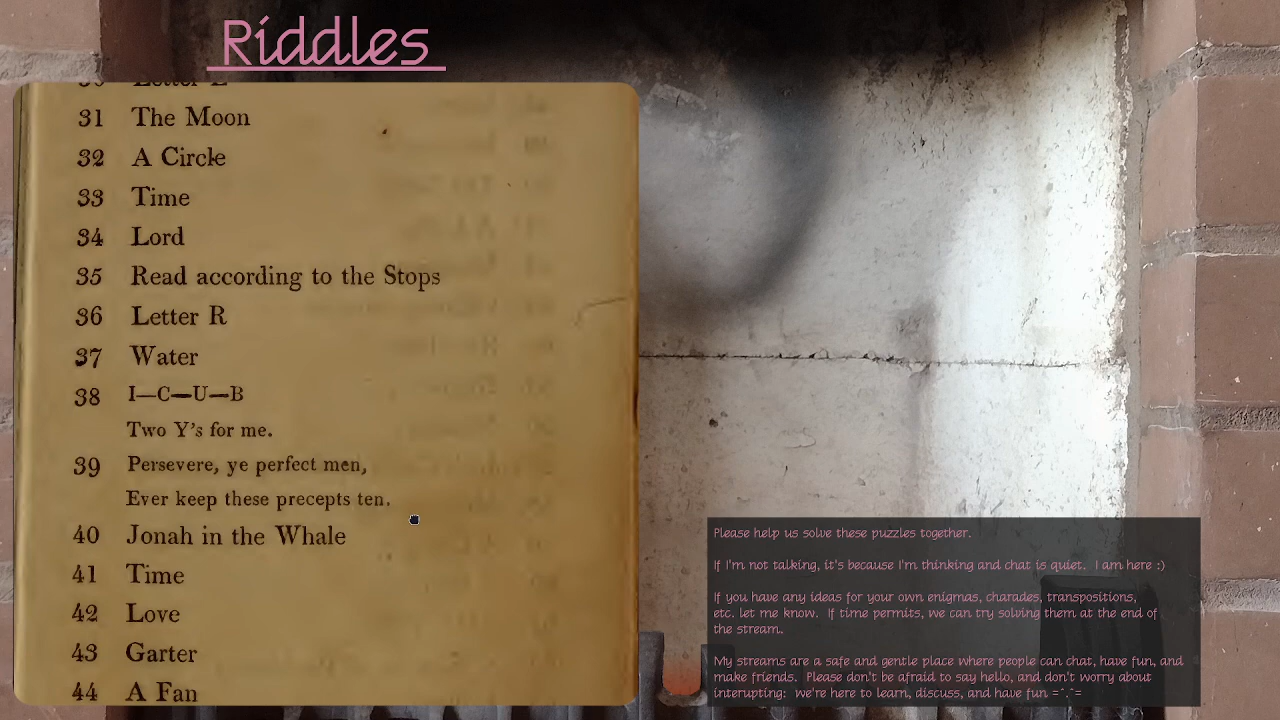 Riddles
31 The Moon
32 A Circle
33 Time
34 Lord
35 Read according to the Stops
36 Letter R
37 Water
38 I—C—U—B
Two Y's for me.
39 Persevere, ye perfect men,
Ever keep these precepts ten.
40 Jonah in the Whale
41 Time
42 Love
43 Garter
44 A Fan
Please help us solve these puzzles together.
If I'm not talking, it's because I'm thinking and chat is quiet. I am here :)
If you have any ideas for your own enigmas, charades, transpositions,
etc. let me know. If time permits, we can try solving them at the end of
the stream.
My streams are a safe and gentle place where people can chat, have fun, and
make friends. Please don't be afraid to say hello, and don't worry about
interupting: we're here to learn, discuss, and have fun =^.^=